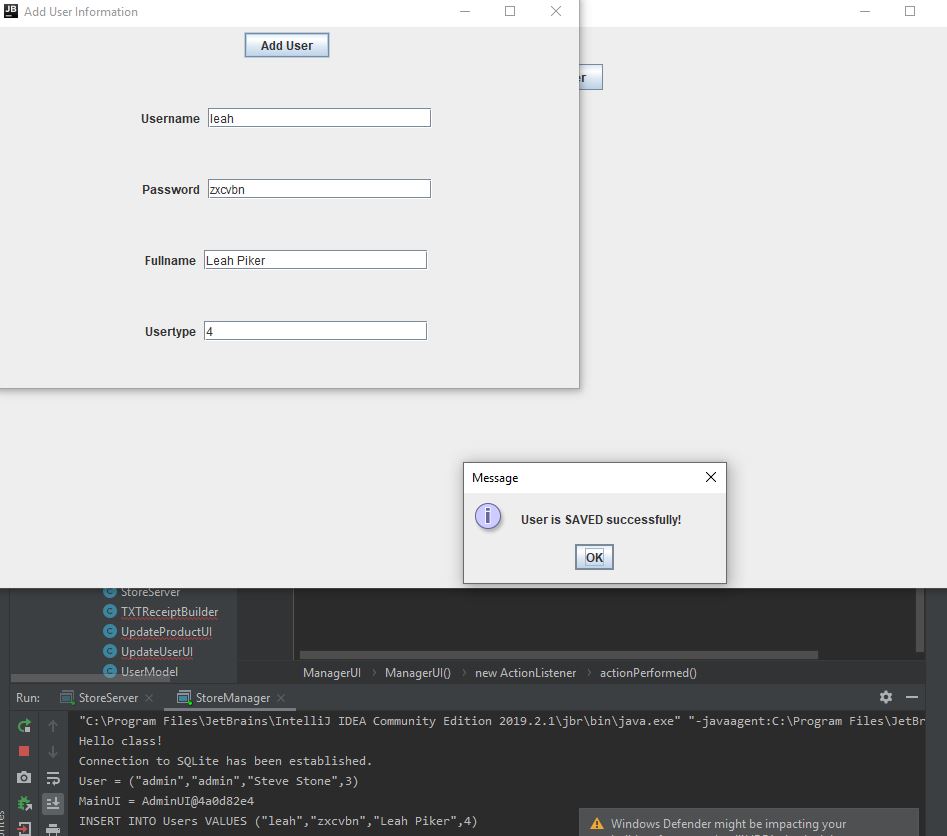 JB Add User Information
Add User
er
Username leah
Password zxcvbn
Fullname Leah Piker
Usertype 4
Message
i
User is SAVED successfully!
OK
C StoreServer
C TXTReceiptBuilder
C UpdateProductUI
C UpdateUserUI
C UserModel
ManagerUI › ManagerUI() › new ActionListener › actionPerformed()
Run: StoreServer × StoreManager ×
"C:\Program Files\JetBrains\IntelliJ IDEA Community Edition 2019.2.1\jbr\bin\java.exe" "-javaagent:C:\Program Files\JetBr
Hello class!
Connection to SQLite has been established.
User = ("admin","admin","Steve Stone",3)
MainUI = AdminUI@4a0d82e4
INSERT INTO Users VALUES ("leah","zxcvbn","Leah Piker",4)
Windows Defender might be impacting your